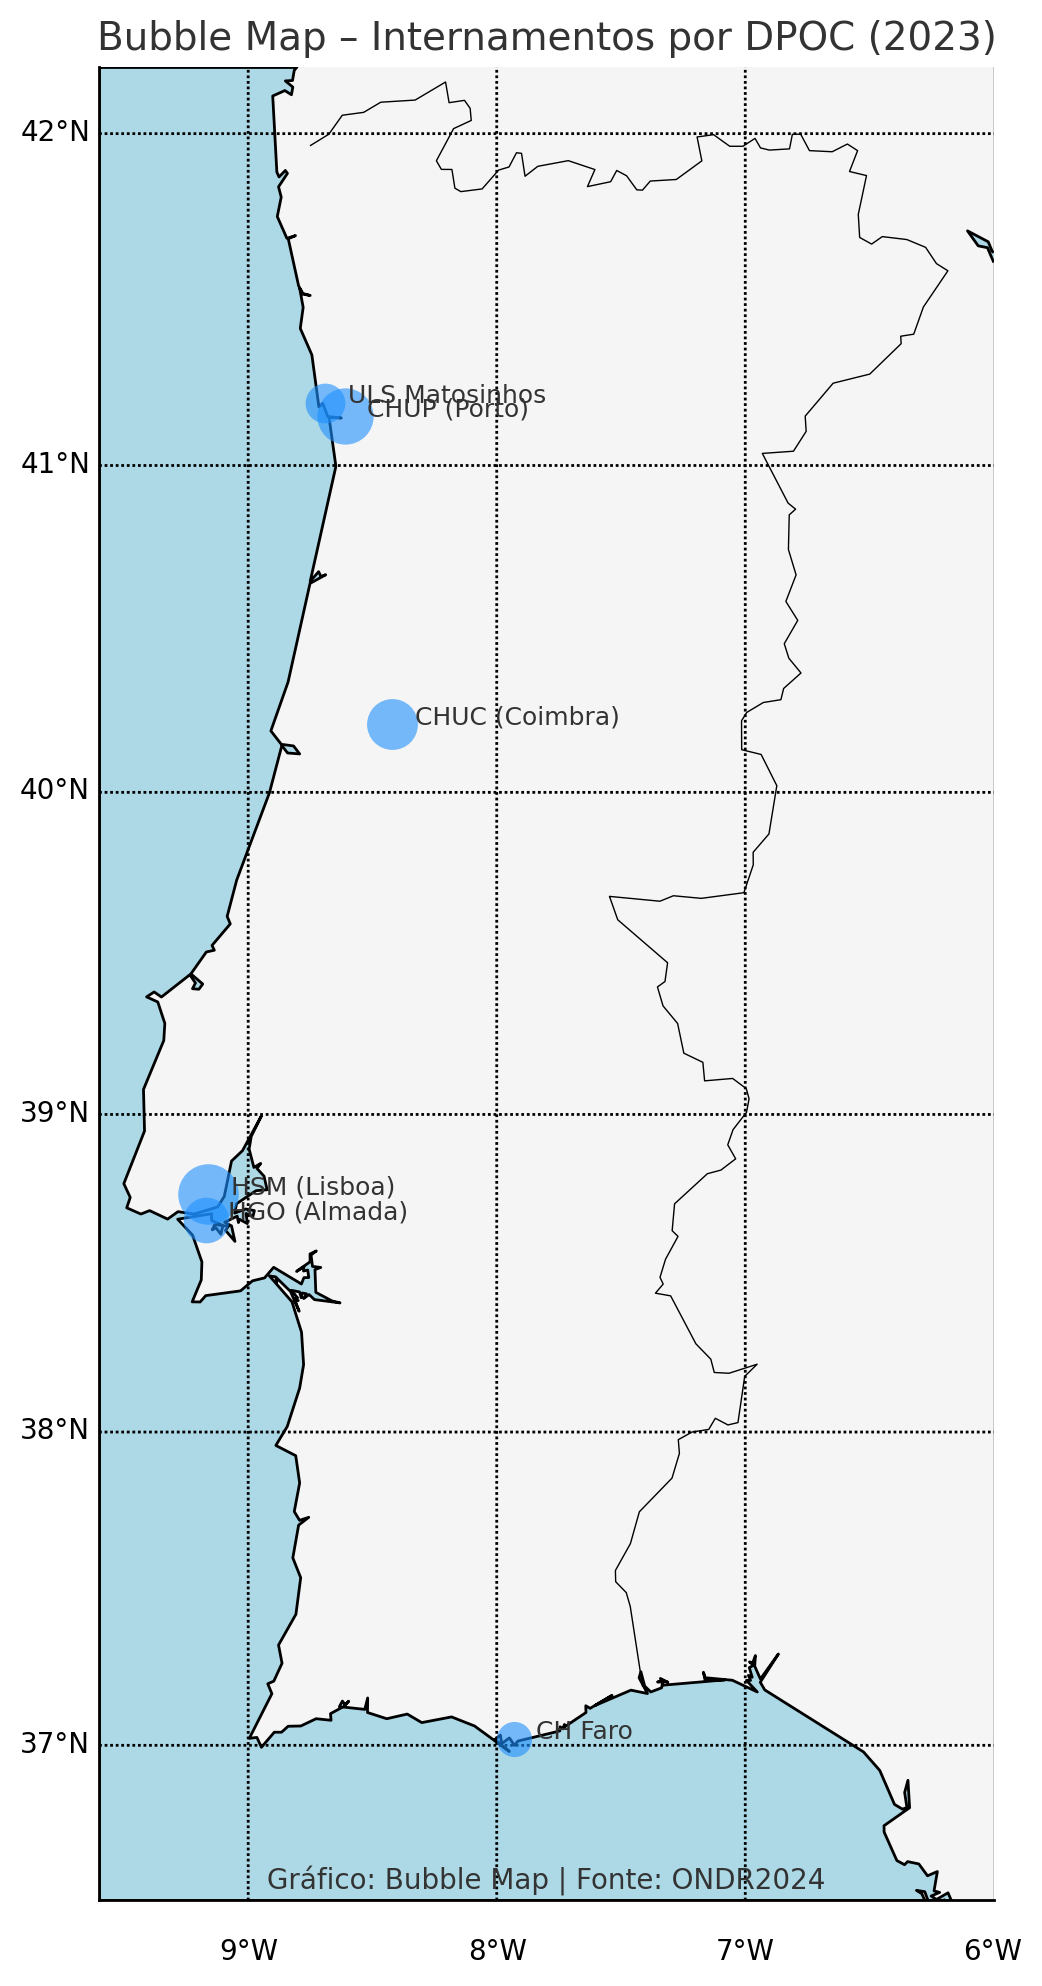 Bubble Map – Internamentos por DPOC (2023)
42°N
ULS Matosinhos
CHUP (Porto)
41°N
CHUC (Coimbra)
40°N
39°N
HSM (Lisboa)
HGO (Almada)
38°N
CH Faro
37°N
Gráfico: Bubble Map | Fonte: ONDR2024
9°W
8°W
7°W
6°W